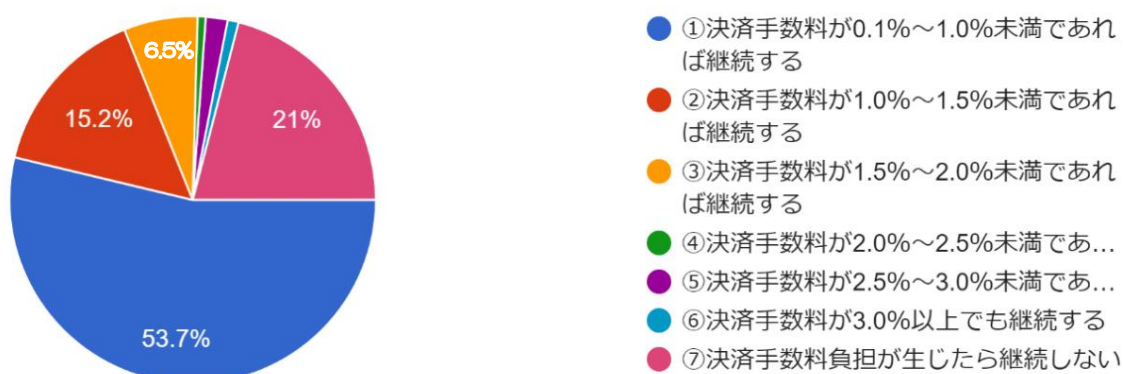 6.5%
15.2%
21%
53.7%
①決済手数料が0.1%～1.0%未満であれ
ば継続する
②決済手数料が1.0%～1.5%未満であれ
ば継続する
③決済手数料が1.5%～2.0%未満であれ
ば継続する
④決済手数料が2.0%～2.5%未満であ...
⑤決済手数料が2.5%～3.0%未満であ...
⑥決済手数料が3.0%以上でも継続する
⑦決済手数料負担が生じたら継続しない